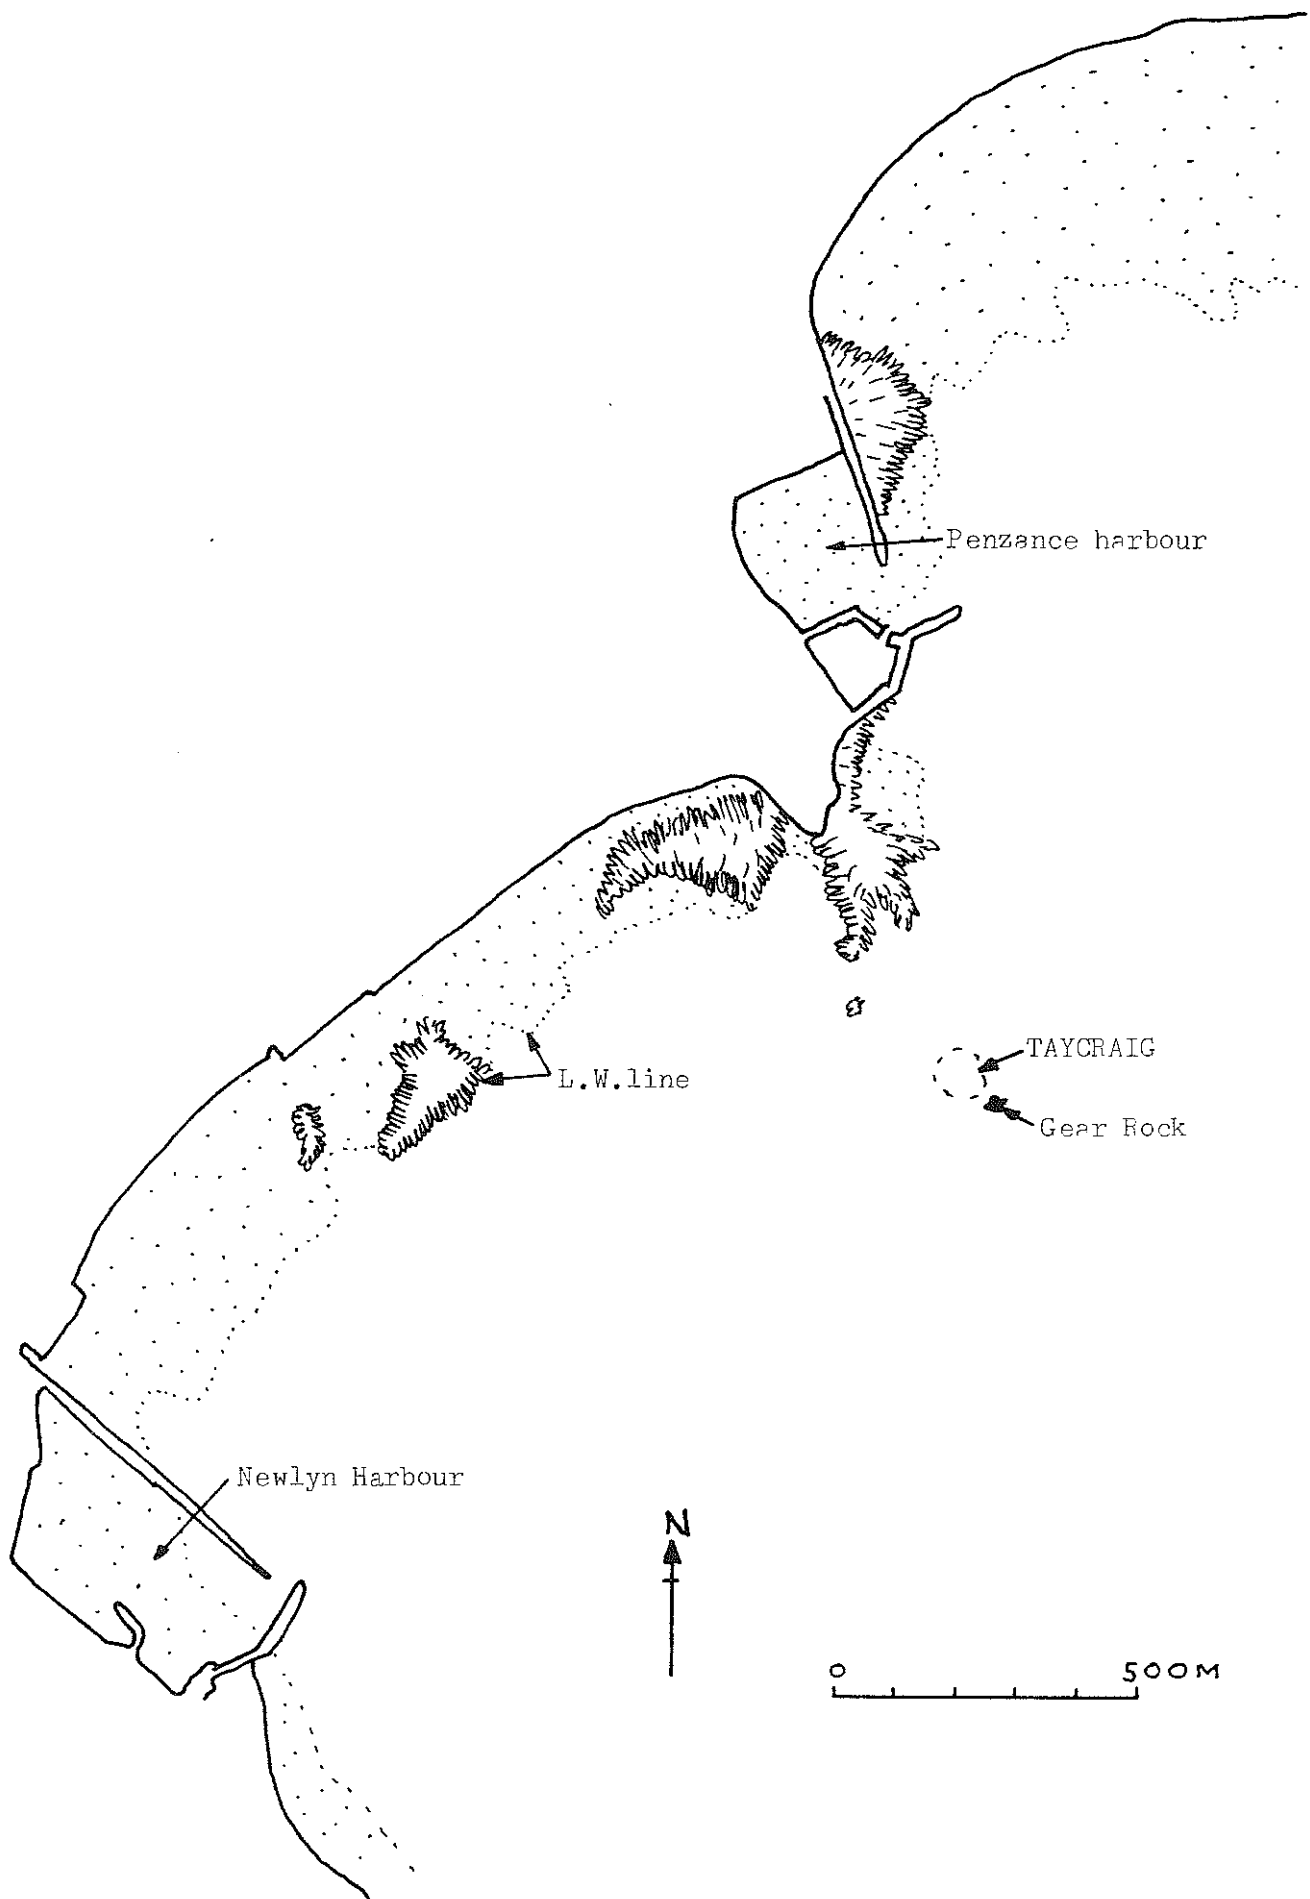 Penzance harbour
TAYCRAIG
L.W.line
Gear Rock
Newlyn Harbour
N
0 500M